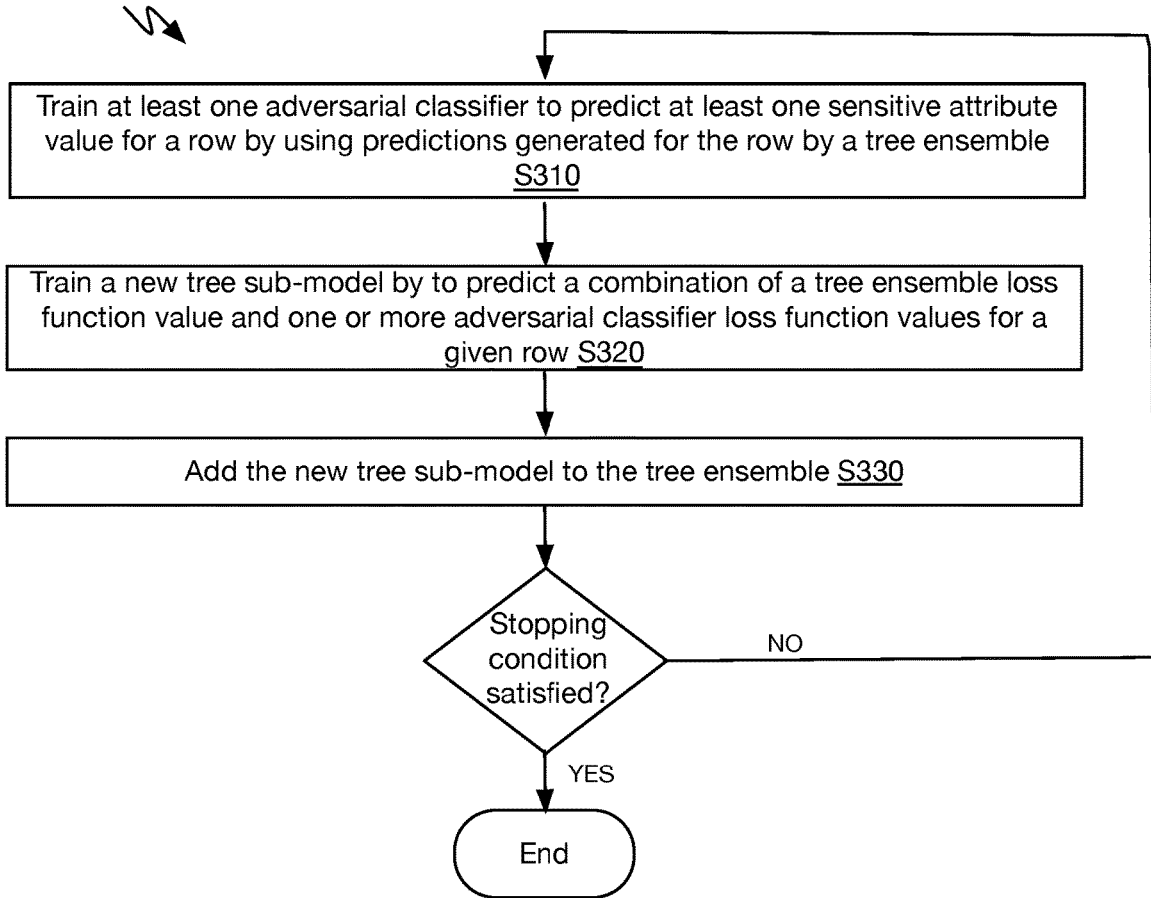 Train at least one adversarial classifier to predict at least one sensitive attribute
value for a row by using predictions generated for the row by a tree ensemble
S310
Train a new tree sub-model by to predict a combination of a tree ensemble loss
function value and one or more adversarial classifier loss function values for a
given row S320
Add the new tree sub-model to the tree ensemble S330
Stopping
condition
satisfied?
NO
YES
End